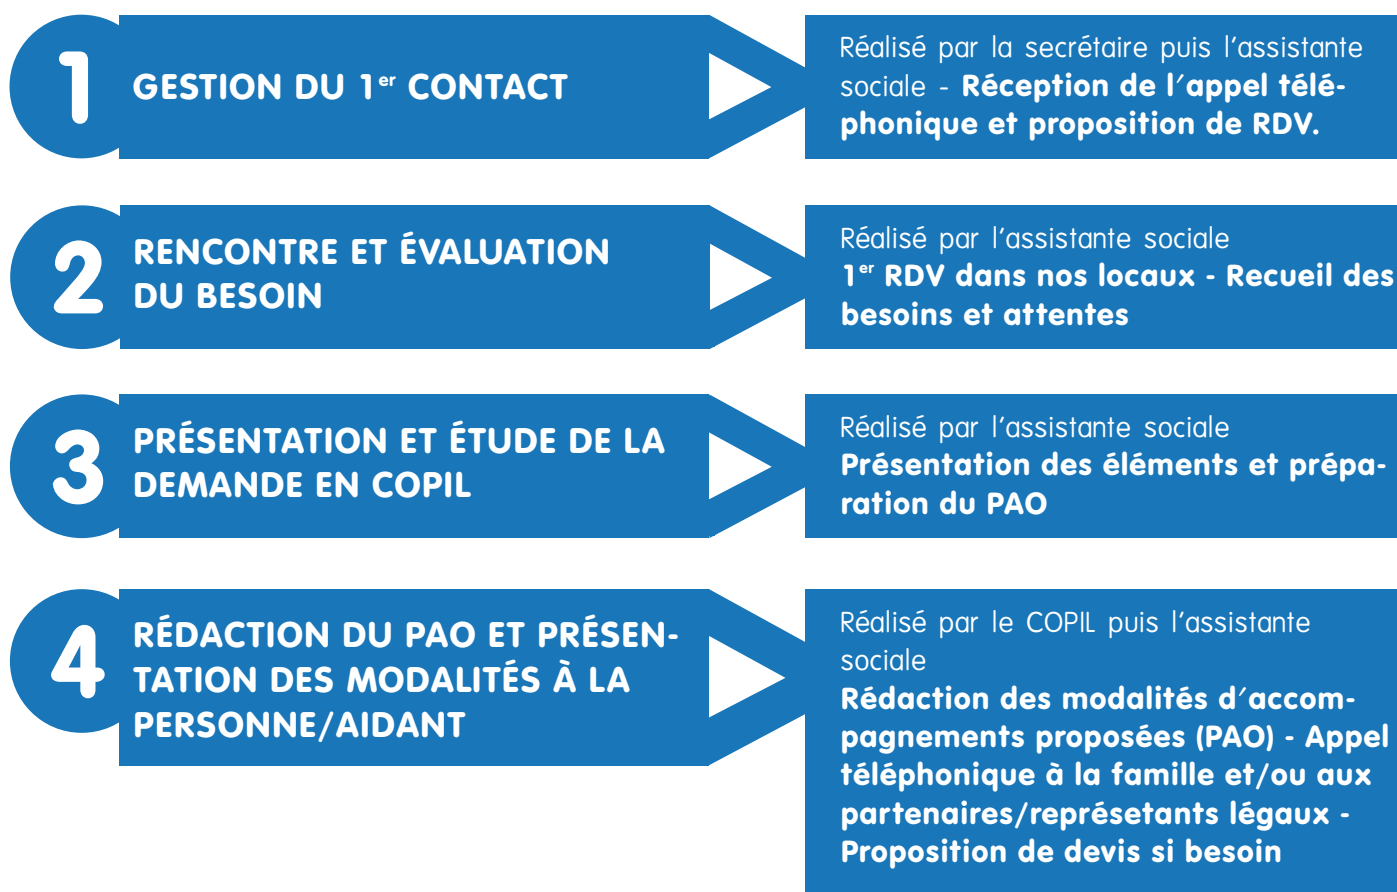 1
GESTION DU 1er CONTACT
Réalisé par la secrétaire puis l'assistante
sociale - Réception de l'appel télé-
phonique et proposition de RDV.
2
RENCONTRE ET ÉVALUATION
DU BESOIN
Réalisé par l'assistante sociale
1er RDV dans nos locaux - Recueil des
besoins et attentes
3
PRÉSENTATION ET ÉTUDE DE LA
DEMANDE EN COPIL
Réalisé par l'assistante sociale
Présentation des éléments et prépa-
ration du PAO
4
RÉDACTION DU PAO ET PRÉSEN-
TATION DES MODALITÉS À LA
PERSONNE/AIDANT
Réalisé par le COPIL puis l'assistante
sociale
Rédaction des modalités d'accom-
pagnements proposées (PAO) - Appel
téléphonique à la famille et/ou aux
partenaires/représetants légaux -
Proposition de devis si besoin